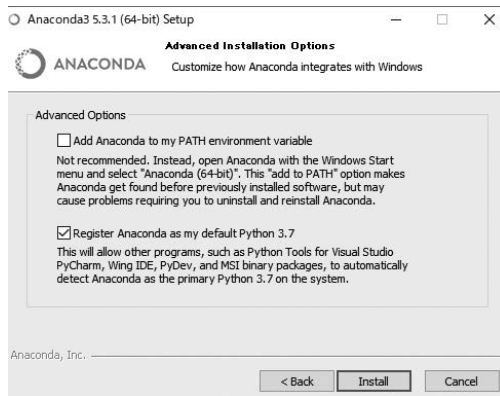 Anaconda3 5.3.1 (64-bit) Setup
Advanced Installation Options
ANACONDA
Customize how Anaconda integrates with Windows
Advanced Options
Add Anaconda to my PATH environment variable
Not recommended. Instead, open Anaconda with the Windows Start
menu and select "Anaconda (64-bit)". This "add to PATH" option makes
Anaconda get found before previously installed software, but may
cause problems requiring you to uninstall and reinstall Anaconda.
Register Anaconda as my default Python 3.7
This will allow other programs, such as Python Tools for Visual Studio
PyCharm, Wing IDE, PyDev, and MSI binary packages, to automatically
detect Anaconda as the primary Python 3.7 on the system.
Anaconda, Inc.
< Back Install Cancel